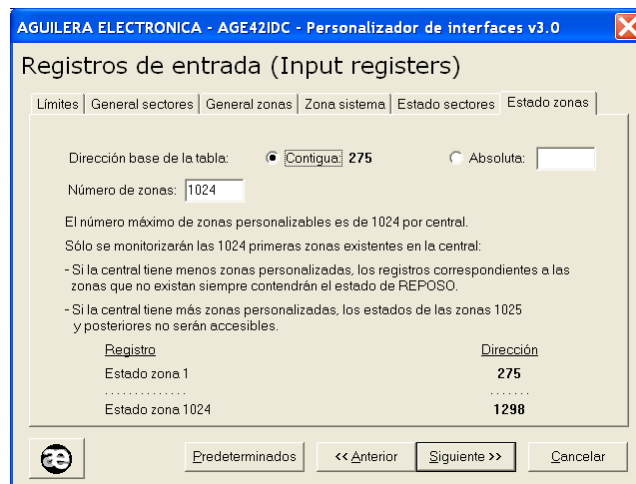 AGUILERA ELECTRONICA - AGE42IDC - Personalizador de interfaces v3.0
Registros de entrada (Input registers)
Límites General sectores General zonas Zona sistema Estado sectores Estado zonas
Dirección base de la tabla: Contigua: 275 Absoluta:
Número de zonas: 1024
El número máximo de zonas personalizables es de 1024 por central.
Sólo se monitorizarán las 1024 primeras zonas existentes en la central:
- Si la central tiene menos zonas personalizadas, los registros correspondientes a las
zonas que no existan siempre contendrán el estado de REPOSO.
- Si la central tiene más zonas personalizadas, los estados de las zonas 1025
y posteriores no serán accesibles.
Registro Dirección
Estado zona 1 275
.............. .......
Estado zona 1024 1298
æ Predeterminados << Anterior Siguiente >> Cancelar